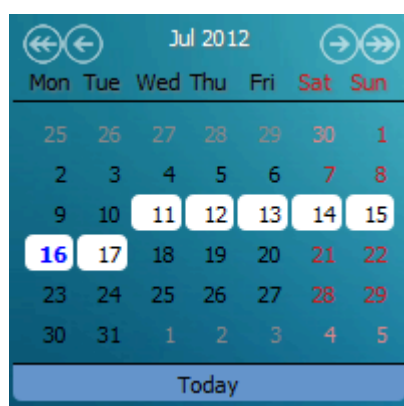 Jul 2012
Mon Tue Wed Thu Fri Sat Sun
25 26 27 28 29 30 1
2 3 4 5 6 7 8
9 10 11 12 13 14 15
16 17 18 19 20 21 22
23 24 25 26 27 28 29
30 31 1 2 3 4 5
Today